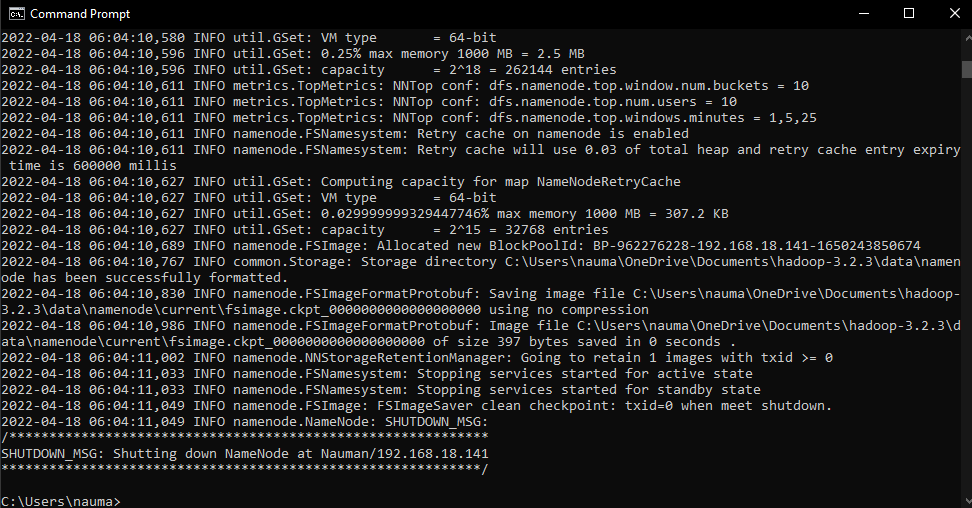 Command Prompt
2022-04-18 06:04:10,580 INFO util.GSet: VM type       = 64-bit
2022-04-18 06:04:10,596 INFO util.GSet: 0.25% max memory 1000 MB = 2.5 MB
2022-04-18 06:04:10,596 INFO util.GSet: capacity      = 2^18 = 262144 entries
2022-04-18 06:04:10,611 INFO metrics.TopMetrics: NNTop conf: dfs.namenode.top.window.num.buckets = 10
2022-04-18 06:04:10,611 INFO metrics.TopMetrics: NNTop conf: dfs.namenode.top.num.users = 10
2022-04-18 06:04:10,611 INFO metrics.TopMetrics: NNTop conf: dfs.namenode.top.windows.minutes = 1,5,25
2022-04-18 06:04:10,611 INFO namenode.FSNamesystem: Retry cache on namenode is enabled
2022-04-18 06:04:10,611 INFO namenode.FSNamesystem: Retry cache will use 0.03 of total heap and retry cache entry expiry
 time is 600000 millis
2022-04-18 06:04:10,627 INFO util.GSet: Computing capacity for map NameNodeRetryCache
2022-04-18 06:04:10,627 INFO util.GSet: VM type       = 64-bit
2022-04-18 06:04:10,627 INFO util.GSet: 0.029999999329447746% max memory 1000 MB = 307.2 KB
2022-04-18 06:04:10,627 INFO util.GSet: capacity      = 2^15 = 32768 entries
2022-04-18 06:04:10,689 INFO namenode.FSImage: Allocated new BlockPoolId: BP-962276228-192.168.18.141-1650243850674
2022-04-18 06:04:10,767 INFO common.Storage: Storage directory C:\Users\nauma\OneDrive\Documents\hadoop-3.2.3\data\namen
ode has been successfully formatted.
2022-04-18 06:04:10,830 INFO namenode.FSImageFormatProtobuf: Saving image file C:\Users\nauma\OneDrive\Documents\hadoop-
3.2.3\data\namenode\current\fsimage.ckpt_0000000000000000000 using no compression
2022-04-18 06:04:10,986 INFO namenode.FSImageFormatProtobuf: Image file C:\Users\nauma\OneDrive\Documents\hadoop-3.2.3\d
ata\namenode\current\fsimage.ckpt_0000000000000000000 of size 397 bytes saved in 0 seconds .
2022-04-18 06:04:11,002 INFO namenode.NNStorageRetentionManager: Going to retain 1 images with txid >= 0
2022-04-18 06:04:11,033 INFO namenode.FSNamesystem: Stopping services started for active state
2022-04-18 06:04:11,033 INFO namenode.FSNamesystem: Stopping services started for standby state
2022-04-18 06:04:11,049 INFO namenode.FSImage: FSImageSaver clean checkpoint: txid=0 when meet shutdown.
2022-04-18 06:04:11,049 INFO namenode.NameNode: SHUTDOWN_MSG:
/************************************************************
SHUTDOWN_MSG: Shutting down NameNode at Nauman/192.168.18.141
************************************************************/
C:\Users\nauma>